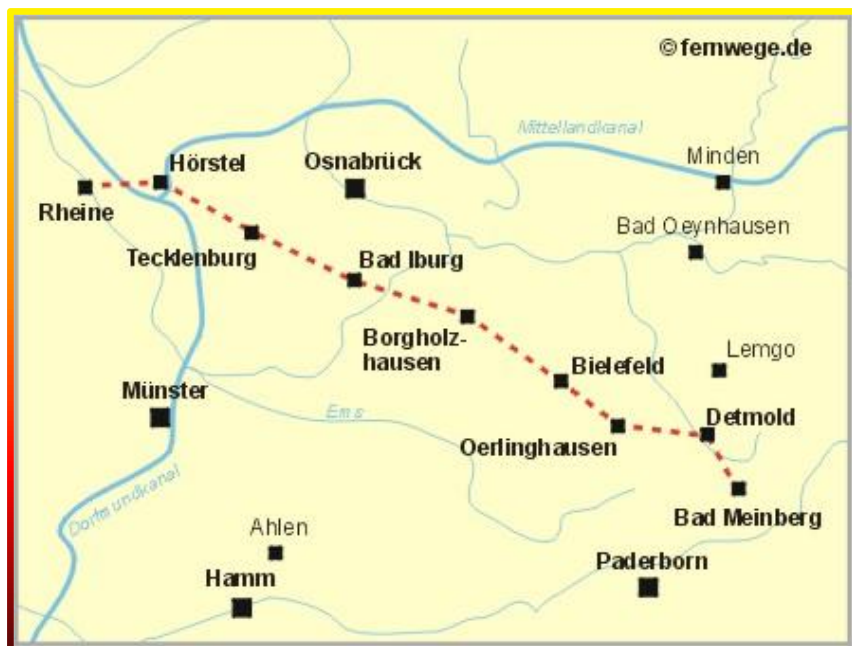 © fernwege.de
Mittellandkanal
Minden
Hörstel
Osnabrück
Rheine
Bad Oeynhausen
Tecklenburg
Bad Iburg
Borgholz-
hausen
Lemgo
Bielefeld
Münster
Ems
Detmold
Oerlinghausen
Dortmundkanal
Bad Meinberg
Ahlen
Hamm
Paderborn